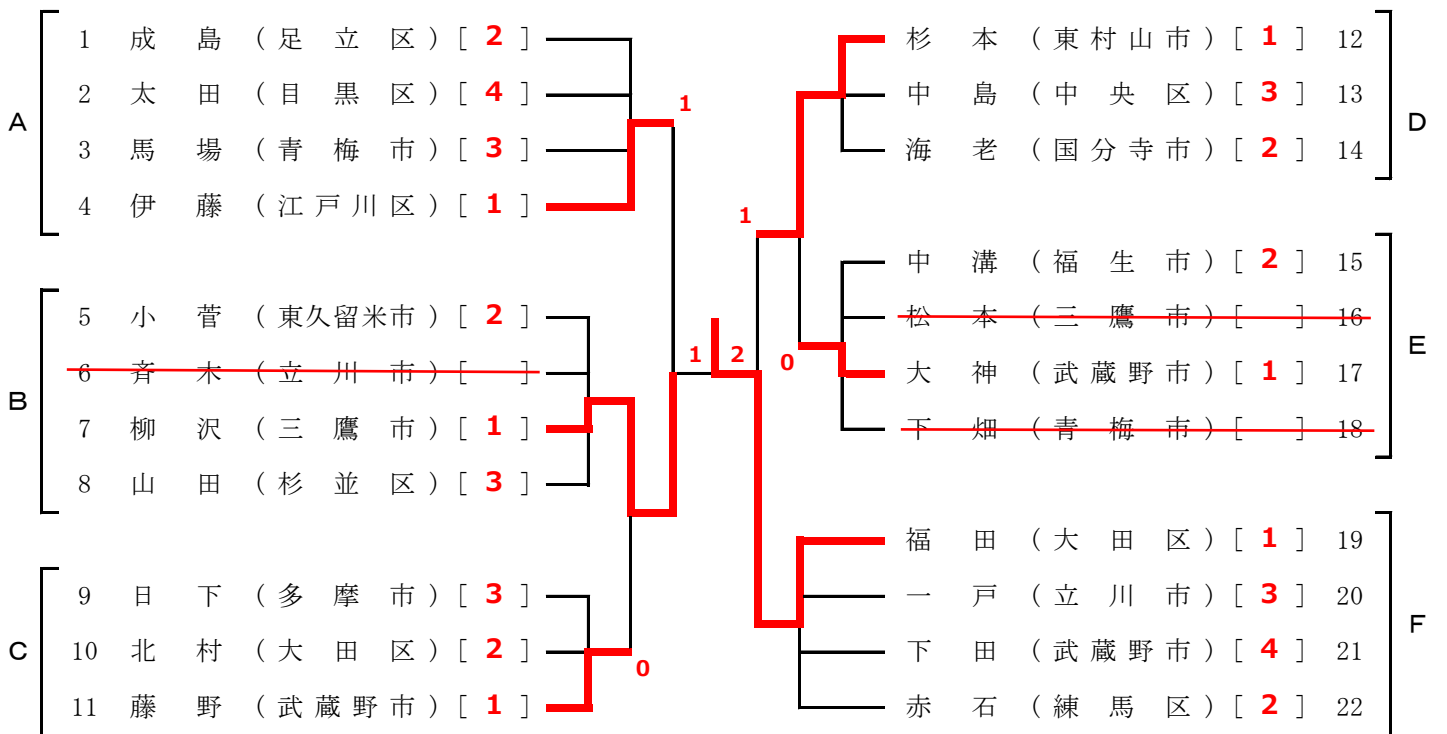 A
1 成島 (足立区) [ 2 ]
2 太田 (目黒区) [ 4 ]
3 馬場 (青梅市) [ 3 ]
4 伊藤 (江戸川区) [ 1 ]
B
5 小菅 (東久留米市) [ 2 ]
6 斉木 (立川市) [ ]
7 柳沢 (三鷹市) [ 1 ]
8 山田 (杉並区) [ 3 ]
C
9 日下 (多摩市) [ 3 ]
10 北村 (大田区) [ 2 ]
11 藤野 (武蔵野市) [ 1 ]
1
0
1
2
1
0
D
杉本 (東村山市) [ 1 ] 12
中島 (中央区) [ 3 ] 13
海老 (国分寺市) [ 2 ] 14
E
中溝 (福生市) [ 2 ] 15
松本 (三鷹市) [ ] 16
大神 (武蔵野市) [ 1 ] 17
下畑 (青梅市) [ ] 18
F
福田 (大田区) [ 1 ] 19
一戸 (立川市) [ 3 ] 20
下田 (武蔵野市) [ 4 ] 21
赤石 (練馬区) [ 2 ] 22